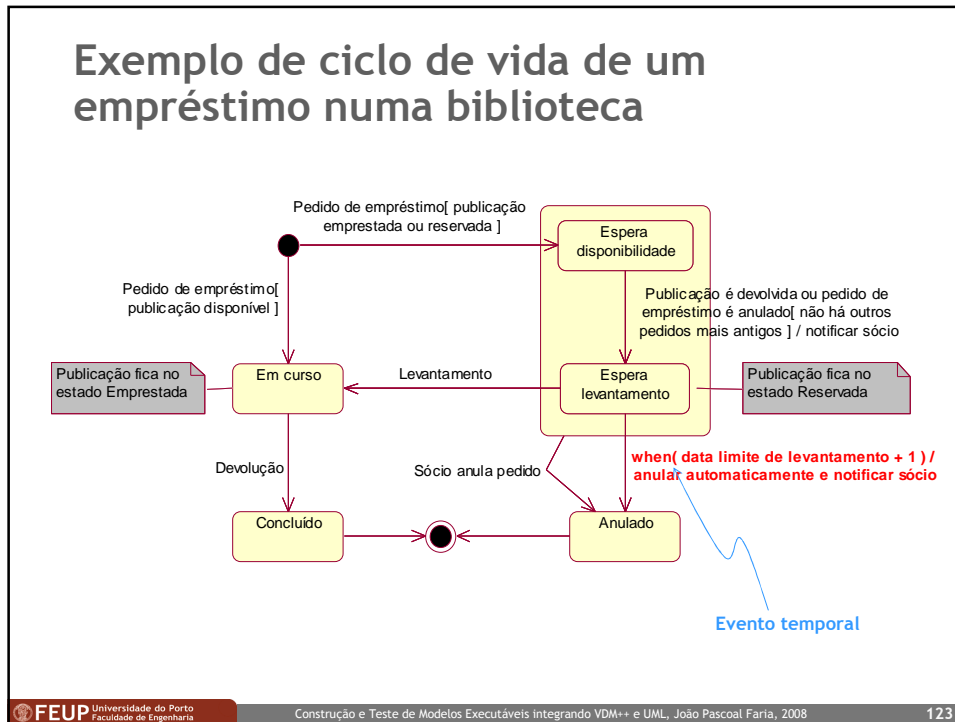 Exemplo de ciclo de vida de um
empréstimo numa biblioteca
Pedido de empréstimo[ publicação
emprestada ou reservada ]
Espera
disponibilidade
Pedido de empréstimo[
publicação disponível ]
Publicação é devolvida ou pedido de
empréstimo é anulado[ não há outros
pedidos mais antigos ] / notificar sócio
Publicação fica no
estado Emprestada
Em curso
Levantamento
Espera
levantamento
Publicação fica no
estado Reservada
Devolução
Sócio anula pedido
when( data limite de levantamento + 1 ) /
anular automaticamente e notificar sócio
Concluído
Anulado
Evento temporal
FEUP Universidade do Porto
Faculdade de Engenharia
Construção e Teste de Modelos Executáveis integrando VDM++ e UML, João Pascoal Faria, 2008
123